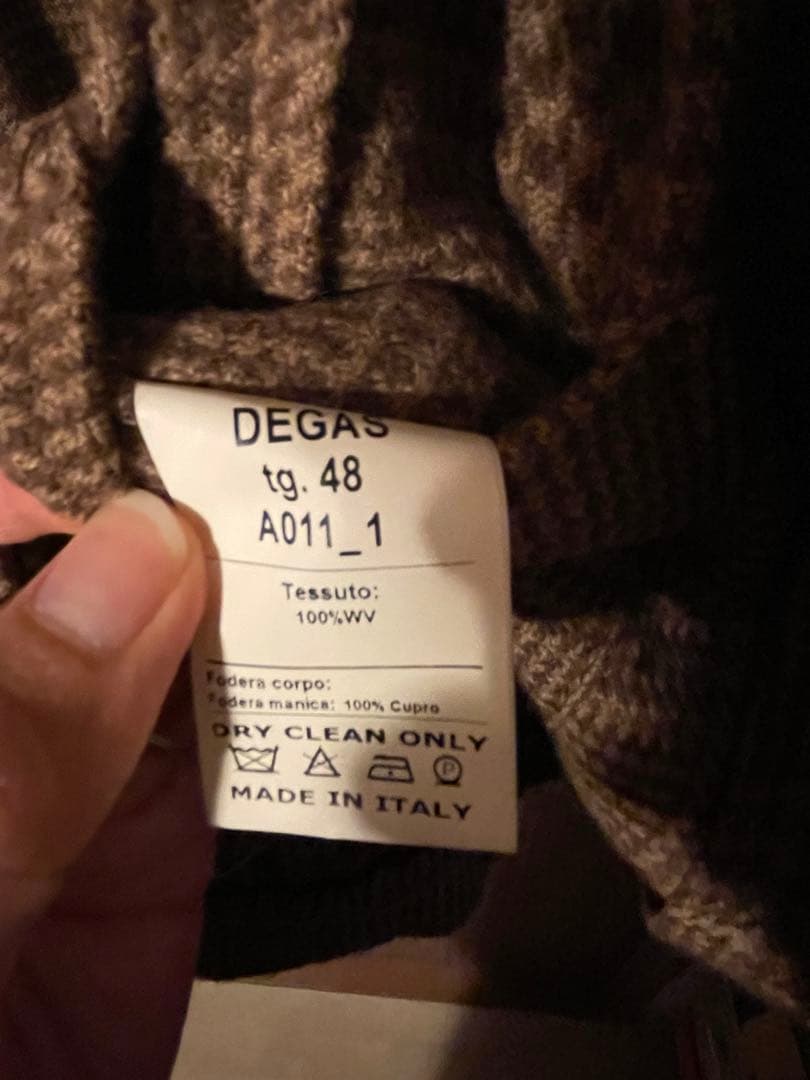 DEGAS
tg. 48
A011_1
Tessuto:
100%WV
Fodera corpo:
Fodera manica: 100% Cupro
DRY CLEAN ONLY
P
MADE IN ITALY